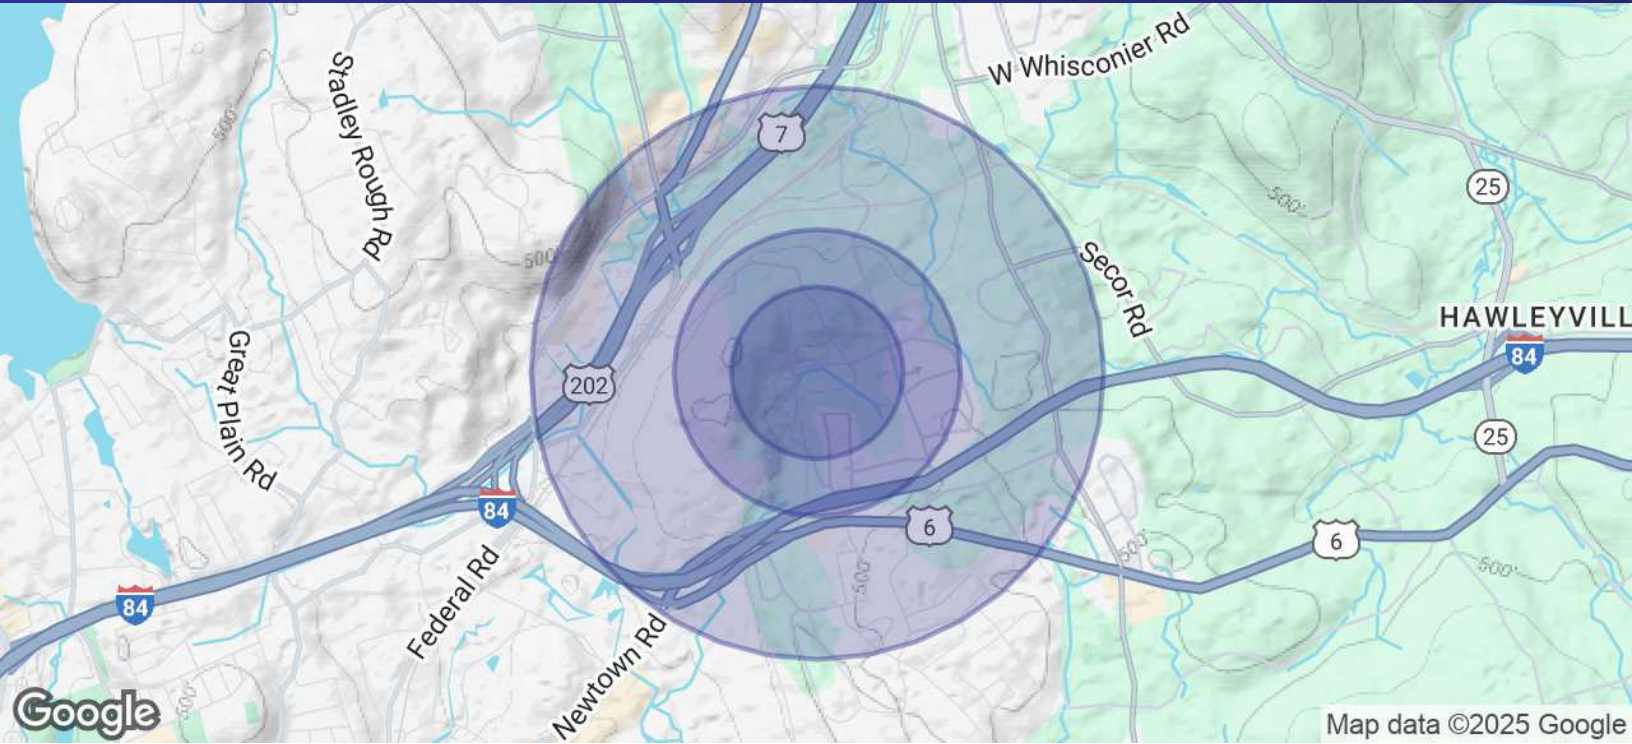 W Whisconier Rd
Stadley Rough Rd
500'
7
25
500'
500'
Secor Rd
HAWLEYVILL
84
Great Plain Rd
202
25
84
6
6
500'
500'
500'
Federal Rd
84
Newtown Rd
500'
Google
Map data ©2025 Google